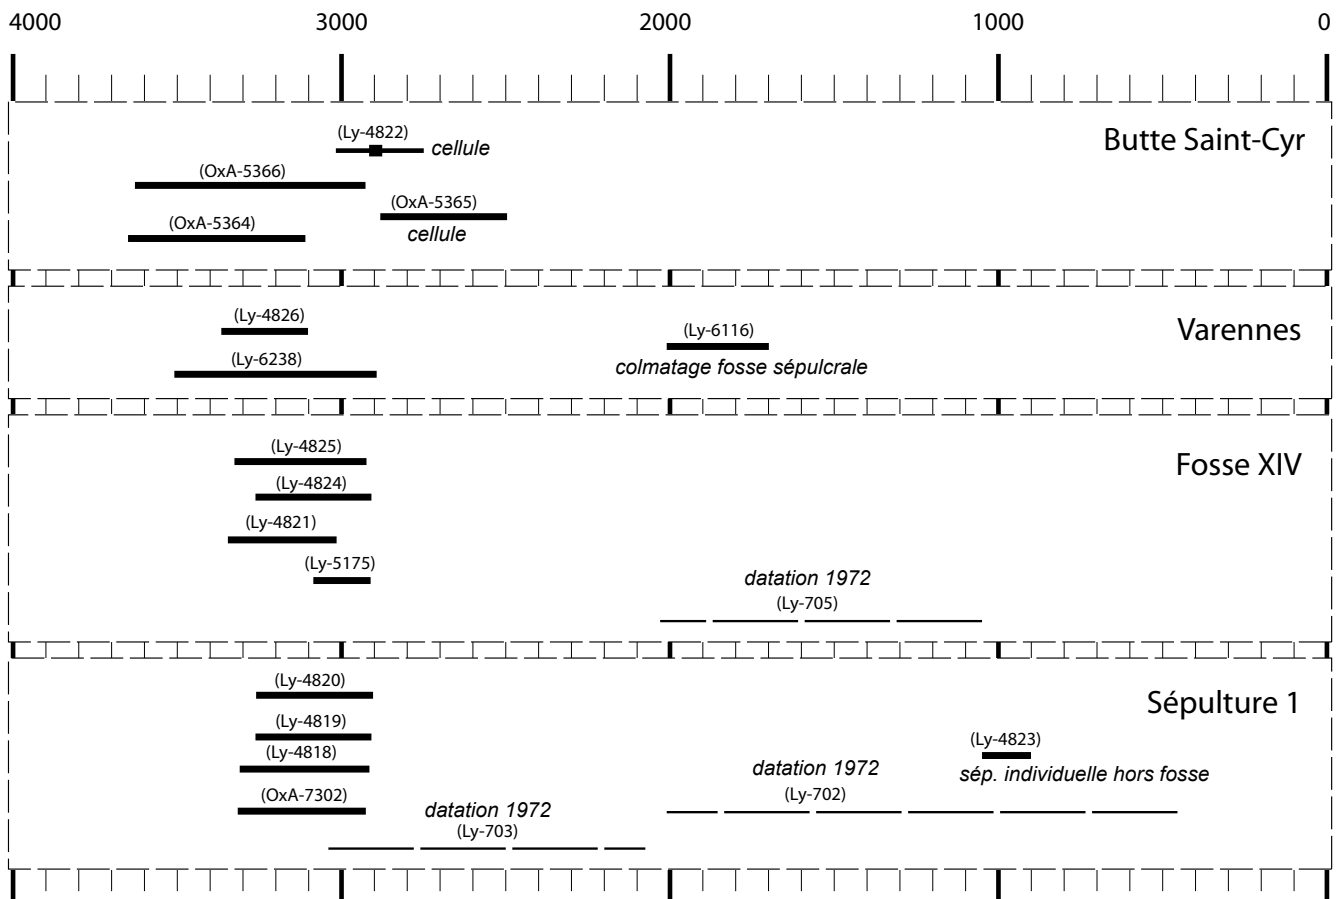 4000 3000 2000 1000 0
Butte Saint-Cyr
(Ly-4822)
cellule
(OxA-5366)
(OxA-5365)
cellule
(OxA-5364)
Varennes
(Ly-4826)
(Ly-6116)
colmatage fosse sépulcrale
(Ly-6238)
Fosse XIV
(Ly-4825)
(Ly-4824)
(Ly-4821)
(Ly-5175)
datation 1972
(Ly-705)
Sépulture 1
(Ly-4820)
(Ly-4819)
(Ly-4818)
(OxA-7302)
(Ly-4823)
sép. individuelle hors fosse
datation 1972
(Ly-702)
datation 1972
(Ly-703)